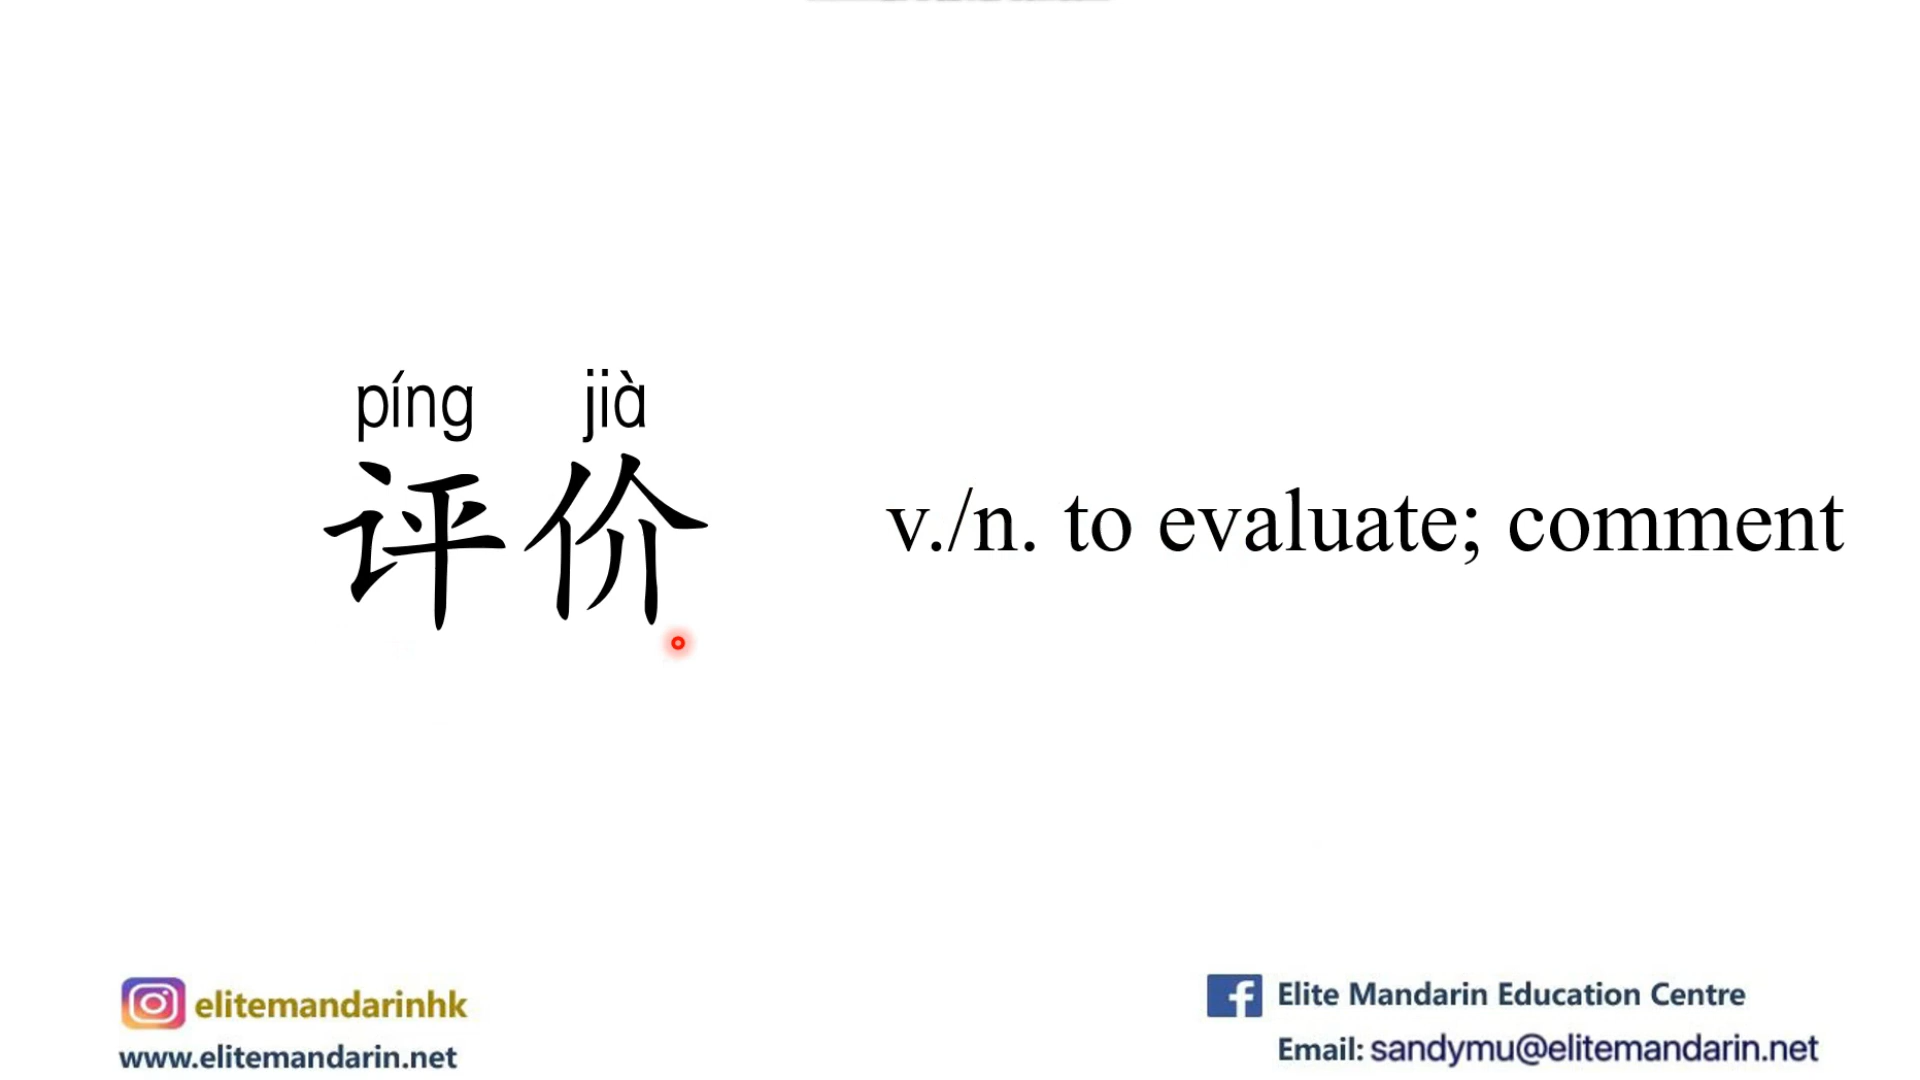 píng jià
评价
v./n. to evaluate; comment
elitemandarinhk
www.elitemandarin.net
Elite Mandarin Education Centre
Email: sandymu@elitemandarin.net